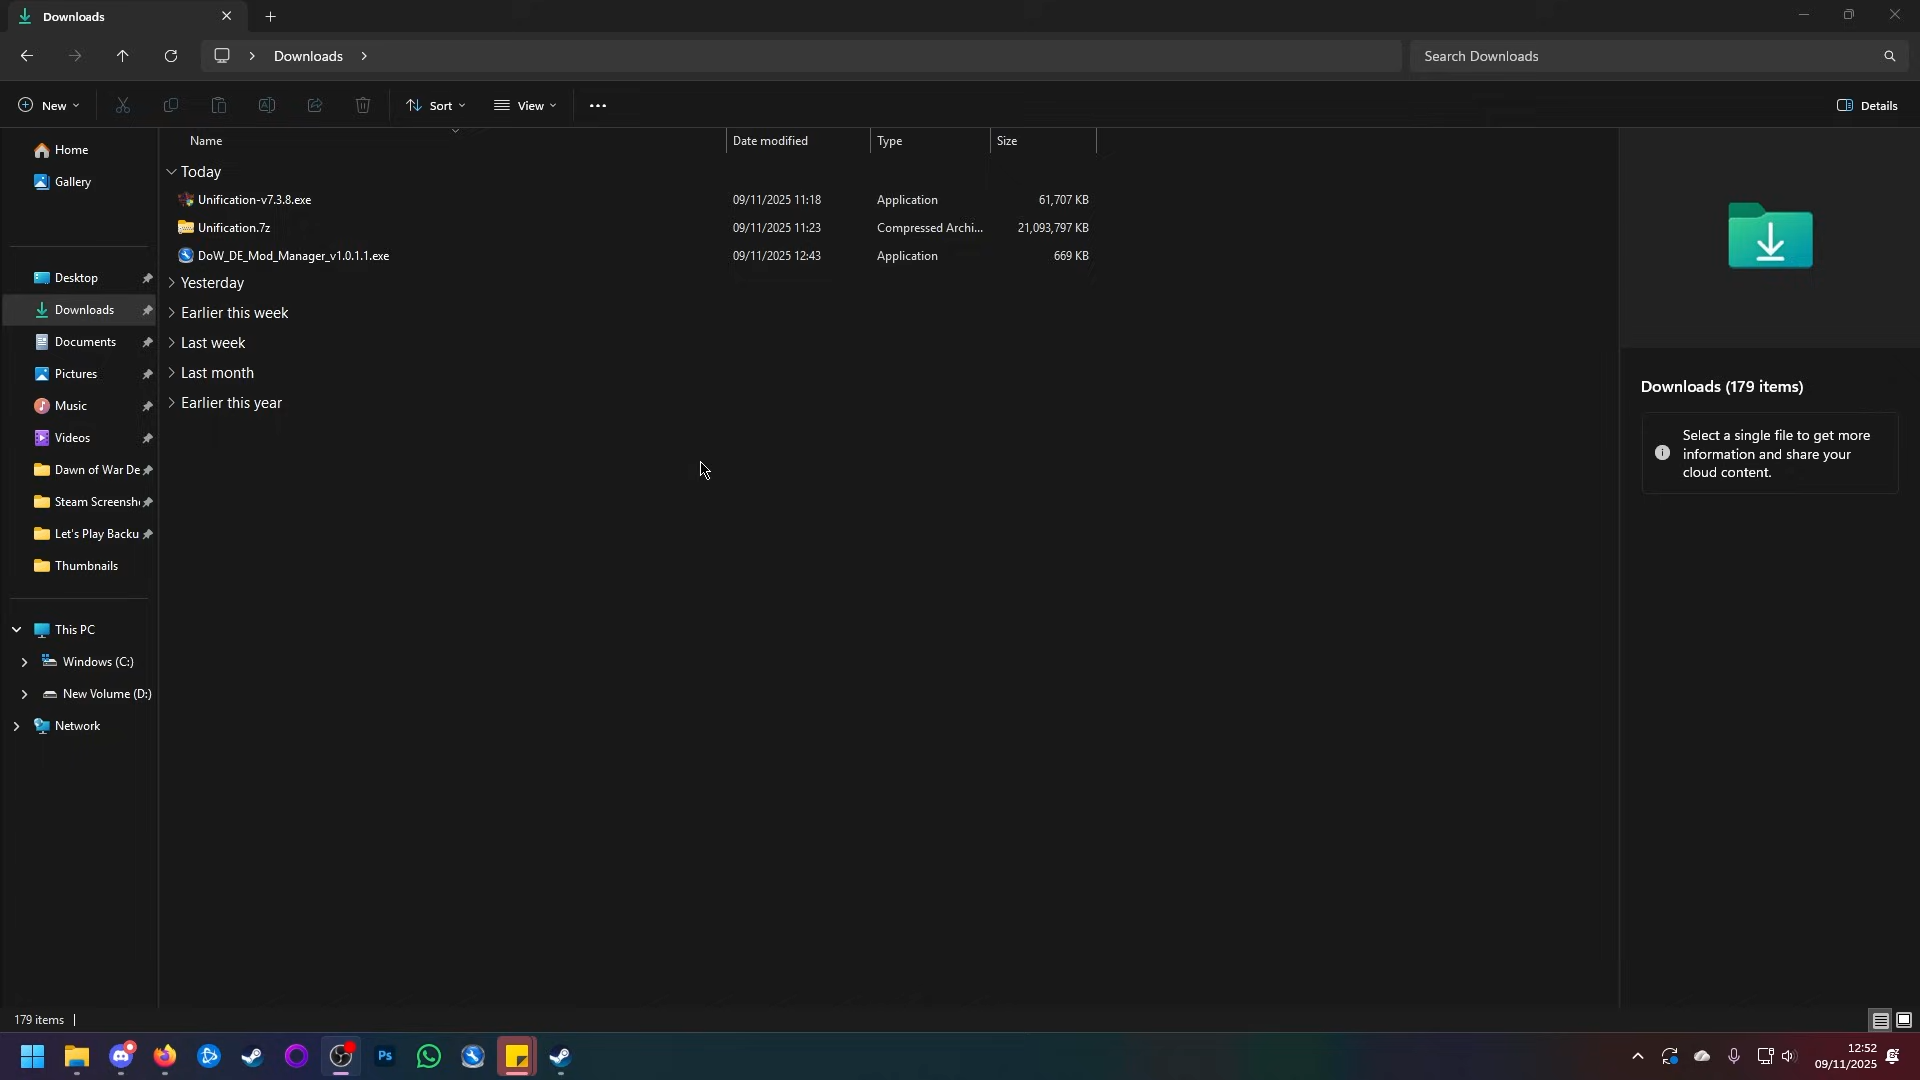 Downloads
Downloads
Search Downloads
New
Sort
View
Details
Name
Date modified
Type
Size
Today
Unification-v7.3.8.exe
09/11/2025 11:18
Application
61,707 KB
Unification.7z
09/11/2025 11:23
Compressed Archi...
21,093,797 KB
DoW_DE_Mod_Manager_v1.0.1.1.exe
09/11/2025 12:43
Application
669 KB
Yesterday
Earlier this week
Last week
Last month
Earlier this year
Home
Gallery
Desktop
Downloads
Documents
Pictures
Music
Videos
Dawn of War De
Steam Screensh
Let's Play Backu
Thumbnails
This PC
Windows (C:)
New Volume (D:)
Network
Downloads (179 items)
Select a single file to get more
information and share your
cloud content.
179 items
Ps
12:52
09/11/2025